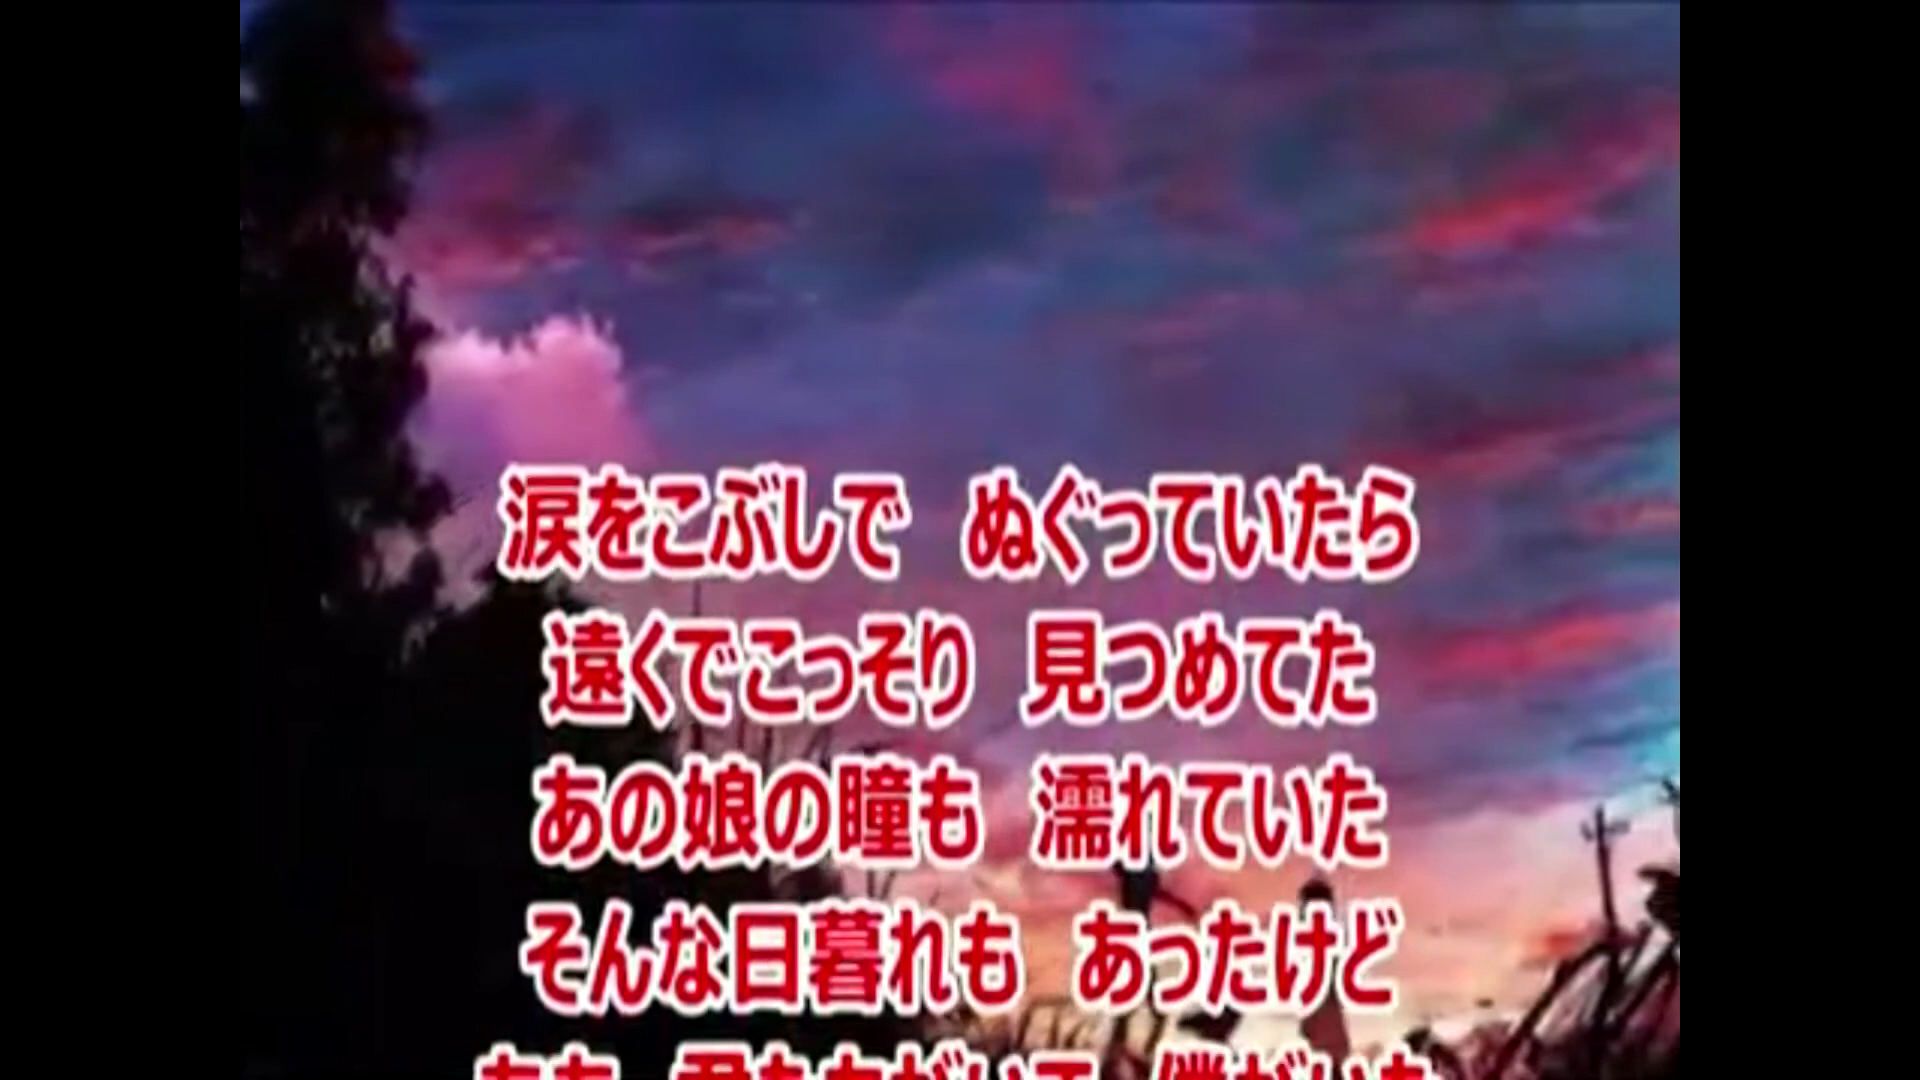 涙をこぶしで　ぬぐっていたら
遠くでこっそり　見つめてた
あの娘の瞳も　濡れていた
そんな日暮れも　あったけど